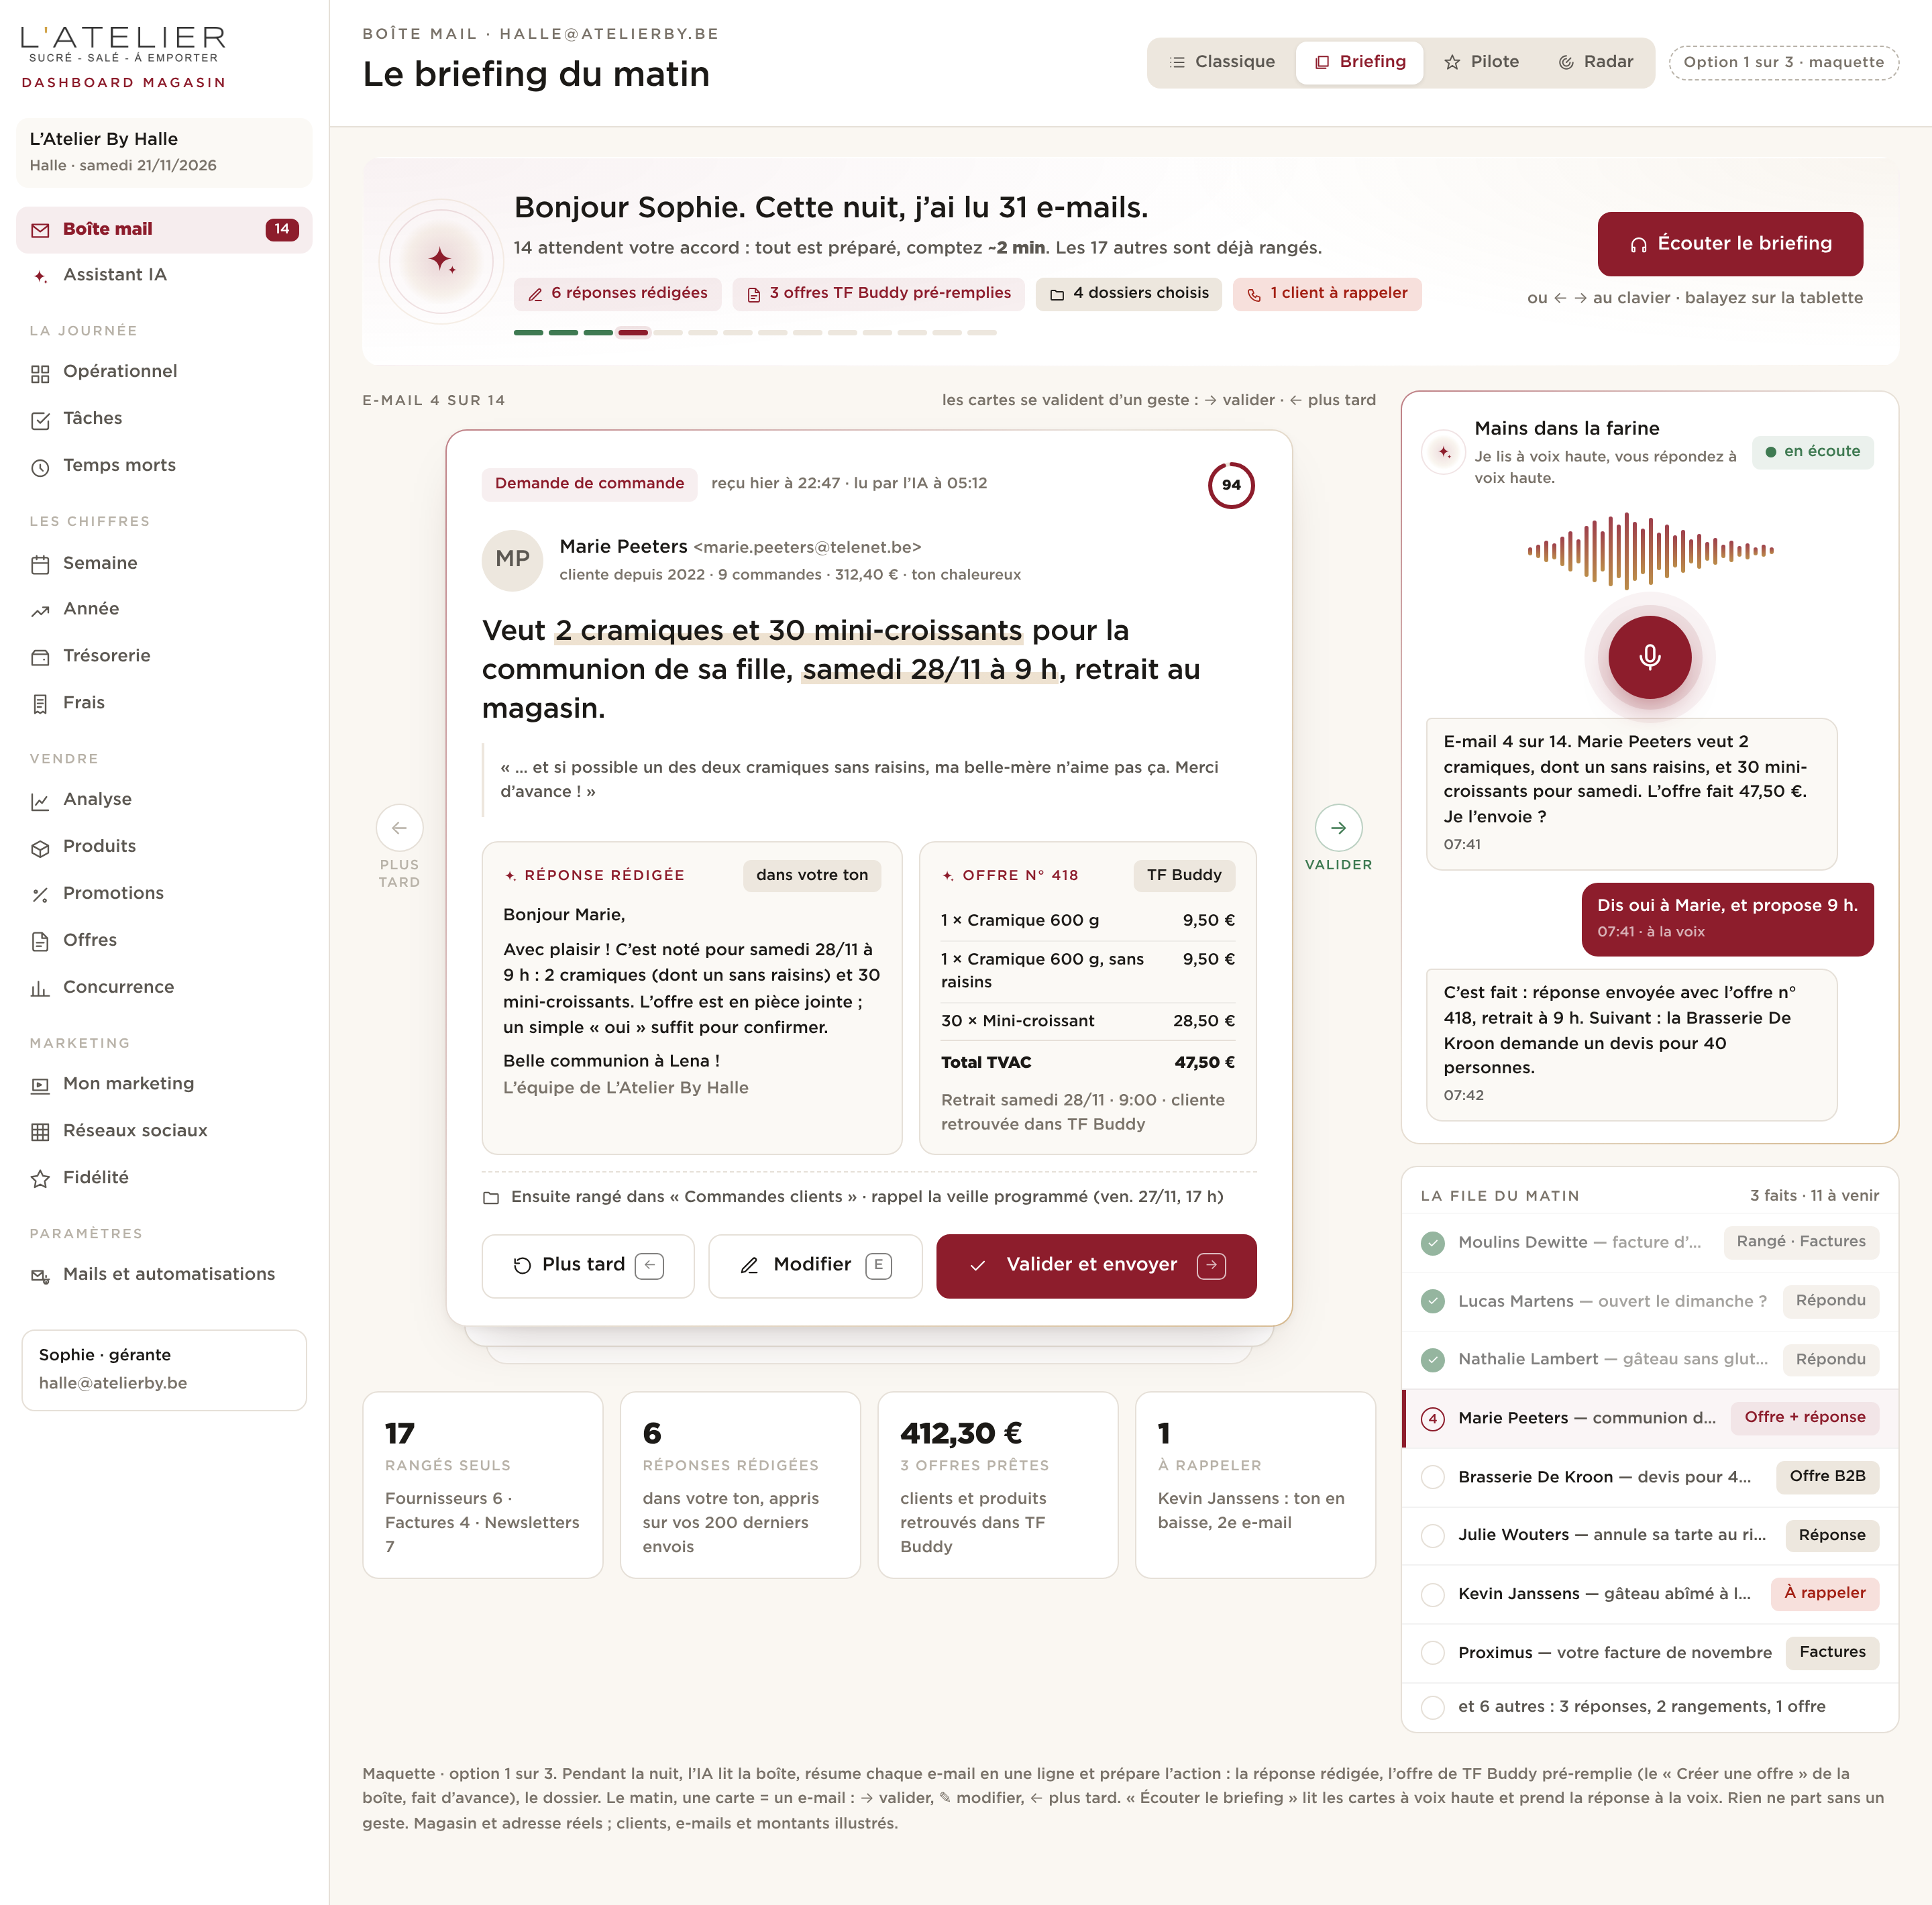 L'ATELIER
SUCRÉ - SALÉ - À EMPORTER
DASHBOARD MAGASIN
L’Atelier By Halle
Halle · samedi 21/11/2026
Boîte mail 14
Assistant IA
LA JOURNÉE
Opérationnel
Tâches
Temps morts
LES CHIFFRES
Semaine
Année
Trésorerie
Frais
VENDRE
Analyse
Produits
Promotions
Offres
Concurrence
MARKETING
Mon marketing
Réseaux sociaux
Fidélité
PARAMÈTRES
Mails et automatisations
Sophie · gérante
halle@atelierby.be
BOÎTE MAIL · HALLE@ATELIERBY.BE
Le briefing du matin
Classique Briefing Pilote Radar Option 1 sur 3 · maquette
Bonjour Sophie. Cette nuit, j’ai lu 31 e-mails.
14 attendent votre accord : tout est préparé, comptez ~2 min. Les 17 autres sont déjà rangés.
6 réponses rédigées 3 offres TF Buddy pré-remplies 4 dossiers choisis 1 client à rappeler
Écouter le briefing
ou ← → au clavier · balayez sur la tablette
E-MAIL 4 SUR 14 les cartes se valident d’un geste : → valider · ← plus tard
Demande de commande reçu hier à 22:47 · lu par l’IA à 05:12 94
MP
Marie Peeters <marie.peeters@telenet.be>
cliente depuis 2022 · 9 commandes · 312,40 € · ton chaleureux
Veut 2 cramiques et 30 mini-croissants pour la
communion de sa fille, samedi 28/11 à 9 h, retrait au
magasin.
« … et si possible un des deux cramiques sans raisins, ma belle-mère n’aime pas ça. Merci
d’avance ! »
←
PLUS
TARD
→
VALIDER
RÉPONSE RÉDIGÉE dans votre ton
Bonjour Marie,
Avec plaisir ! C’est noté pour samedi 28/11 à
9 h : 2 cramiques (dont un sans raisins) et 30
mini-croissants. L’offre est en pièce jointe ;
un simple « oui » suffit pour confirmer.
Belle communion à Lena !
L’équipe de L’Atelier By Halle
OFFRE N° 418 TF Buddy
1 × Cramique 600 g 9,50 €
1 × Cramique 600 g, sans 9,50 €
raisins
30 × Mini-croissant 28,50 €
Total TVAC 47,50 €
Retrait samedi 28/11 · 9:00 · cliente
retrouvée dans TF Buddy
Ensuite rangé dans « Commandes clients » · rappel la veille programmé (ven. 27/11, 17 h)
Plus tard ← Modifier E Valider et envoyer →
17
RANGÉS SEULS
Fournisseurs 6 ·
Factures 4 · Newsletters
7
6
RÉPONSES RÉDIGÉES
dans votre ton, appris
sur vos 200 derniers
envois
412,30 €
3 OFFRES PRÊTES
clients et produits
retrouvés dans TF
Buddy
1
À RAPPELER
Kevin Janssens : ton en
baisse, 2e e-mail
Mains dans la farine
Je lis à voix haute, vous répondez à
voix haute.
en écoute
E-mail 4 sur 14. Marie Peeters veut 2
cramiques, dont un sans raisins, et 30 mini-
croissants pour samedi. L’offre fait 47,50 €.
Je l’envoie ?
07:41
Dis oui à Marie, et propose 9 h.
07:41 · à la voix
C’est fait : réponse envoyée avec l’offre n°
418, retrait à 9 h. Suivant : la Brasserie De
Kroon demande un devis pour 40
personnes.
07:42
LA FILE DU MATIN 3 faits · 11 à venir
Moulins Dewitte — facture d’… Rangé · Factures
Lucas Martens — ouvert le dimanche ? Répondu
Nathalie Lambert — gâteau sans glut… Répondu
4 Marie Peeters — communion d… Offre + réponse
Brasserie De Kroon — devis pour 4… Offre B2B
Julie Wouters — annule sa tarte au ri… Réponse
Kevin Janssens — gâteau abîmé à l… À rappeler
Proximus — votre facture de novembre Factures
et 6 autres : 3 réponses, 2 rangements, 1 offre
Maquette · option 1 sur 3. Pendant la nuit, l’IA lit la boîte, résume chaque e-mail en une ligne et prépare l’action : la réponse rédigée, l’offre de TF Buddy pré-remplie (le « Créer une offre » de la
boîte, fait d’avance), le dossier. Le matin, une carte = un e-mail : → valider, ✎ modifier, ← plus tard. « Écouter le briefing » lit les cartes à voix haute et prend la réponse à la voix. Rien ne part sans un
geste. Magasin et adresse réels ; clients, e-mails et montants illustrés.